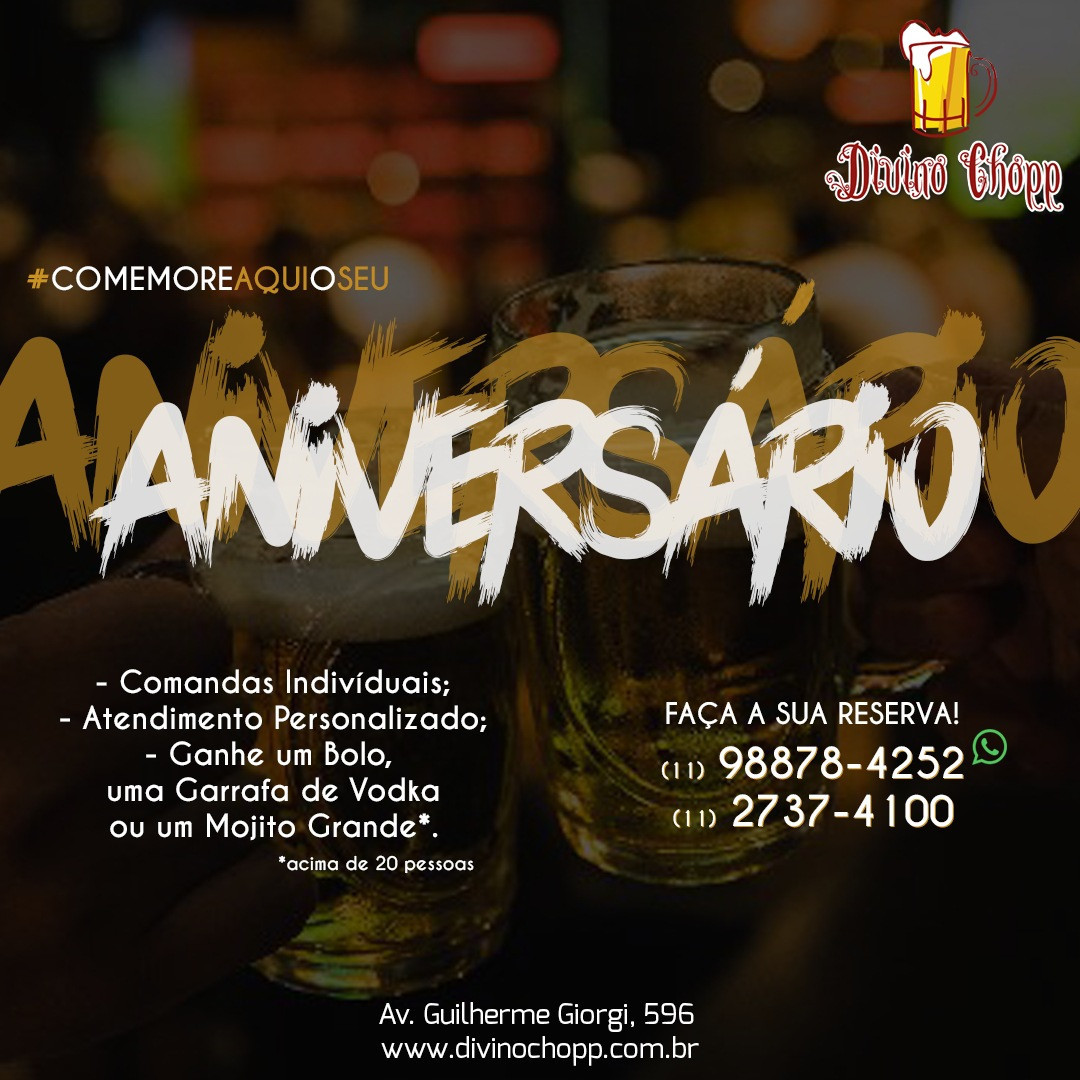 Divino Chopp
#COMEMOREAQUIOSEU
ANIVERSÁRIO
ANIVERSÁRIO
- Comandas Indivíduais;
- Atendimento Personalizado;
- Ganhe um Bolo,
uma Garrafa de Vodka
ou um Mojito Grande*.
*acima de 20 pessoas
FAÇA A SUA RESERVA!
(11) 98878-4252
(11) 2737-4100
Av. Guilherme Giorgi, 596
www.divinochopp.com.br